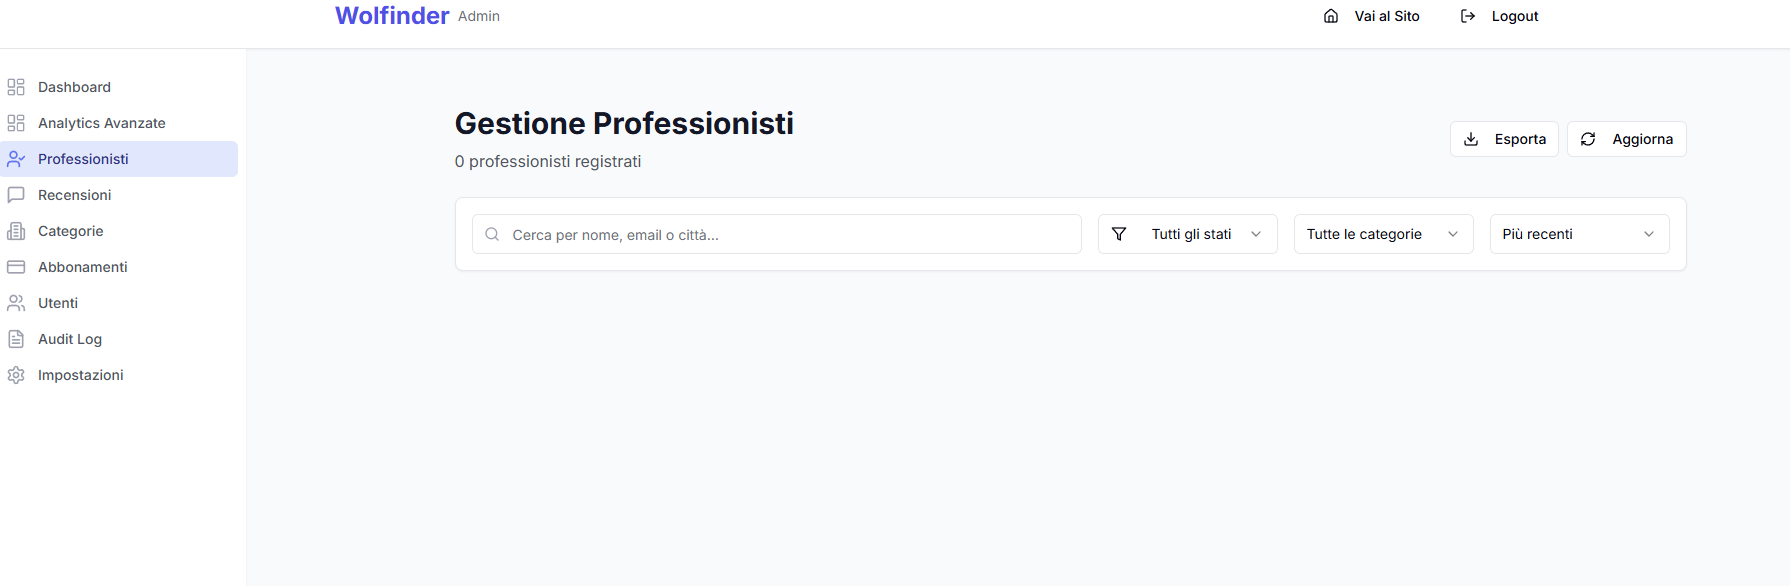 Wolfinder Admin
Vai al Sito
Logout
Dashboard
Analytics Avanzate
Professionisti
Recensioni
Categorie
Abbonamenti
Utenti
Audit Log
Impostazioni
Gestione Professionisti
0 professionisti registrati
Esporta
Aggiorna
Cerca per nome, email o città...
Tutti gli stati
Tutte le categorie
Più recenti